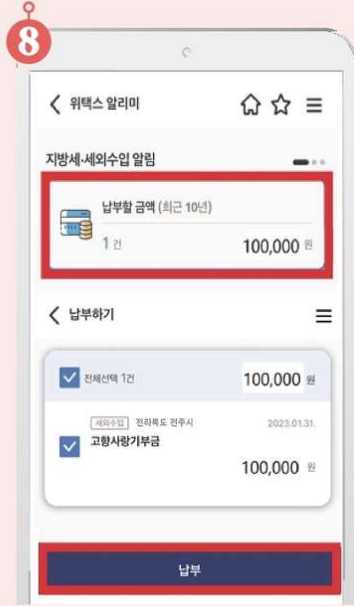 8
위택스 알리미
지방세·세외수입 알림
납부할 금액 (최근 10년)
1 건 100,000 원
납부하기
전체선택 1건 100,000 원
세외수입 전라북도 전주시 2023.01.31.
고향사랑기부금
100,000 원
납부